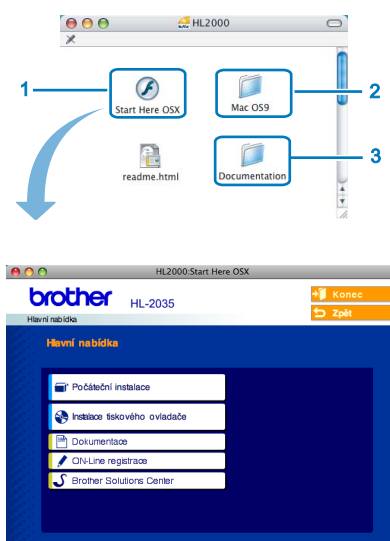 HL2000
1
Start Here OSX
Mac OS9
2
readme.html
Documentation
3
HL2000:Start Here OSX
brother HL-2035
Konec
Zpět
Hlavní nabídka
Hlavní nabídka
Počáteční instalace
Instalace tiskového ovladače
Dokumentace
ON-Line registrace
Brother Solutions Center